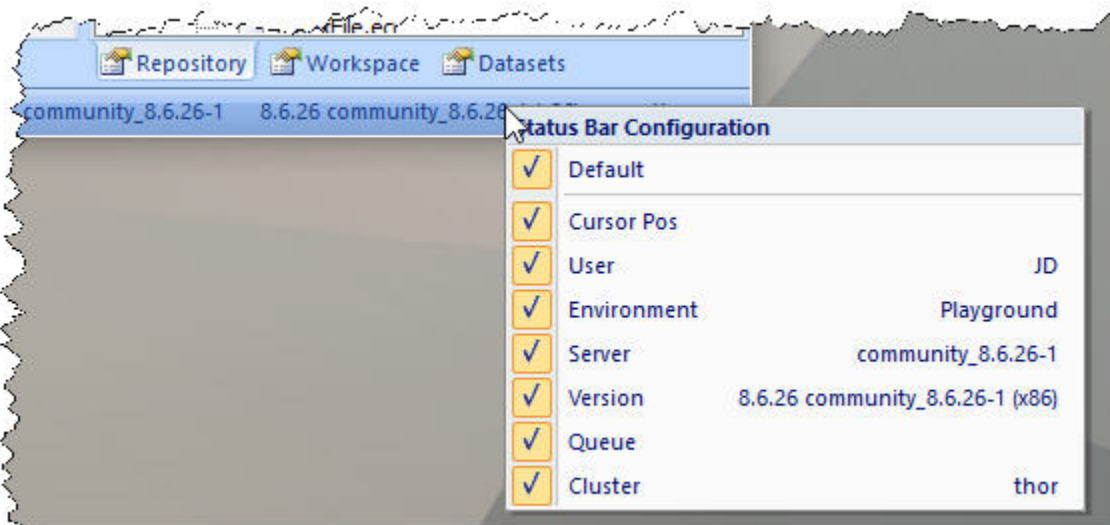 Repository Workspace Datasets
community_8.6.26-1 8.6.26 community_8.6.26
Status Bar Configuration
Default
Cursor Pos
User JD
Environment Playground
Server community_8.6.26-1
Version 8.6.26 community_8.6.26-1 (x86)
Queue
Cluster thor